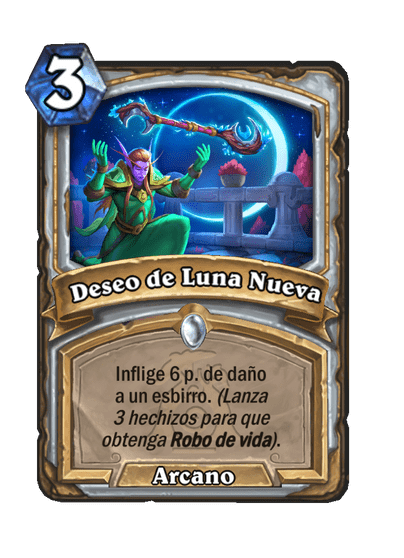 3
Deseo de Luna Nueva
Inflige 6 p. de daño
a un esbirro. (Lanza
3 hechizos para que
obtenga Robo de vida).
Arcano